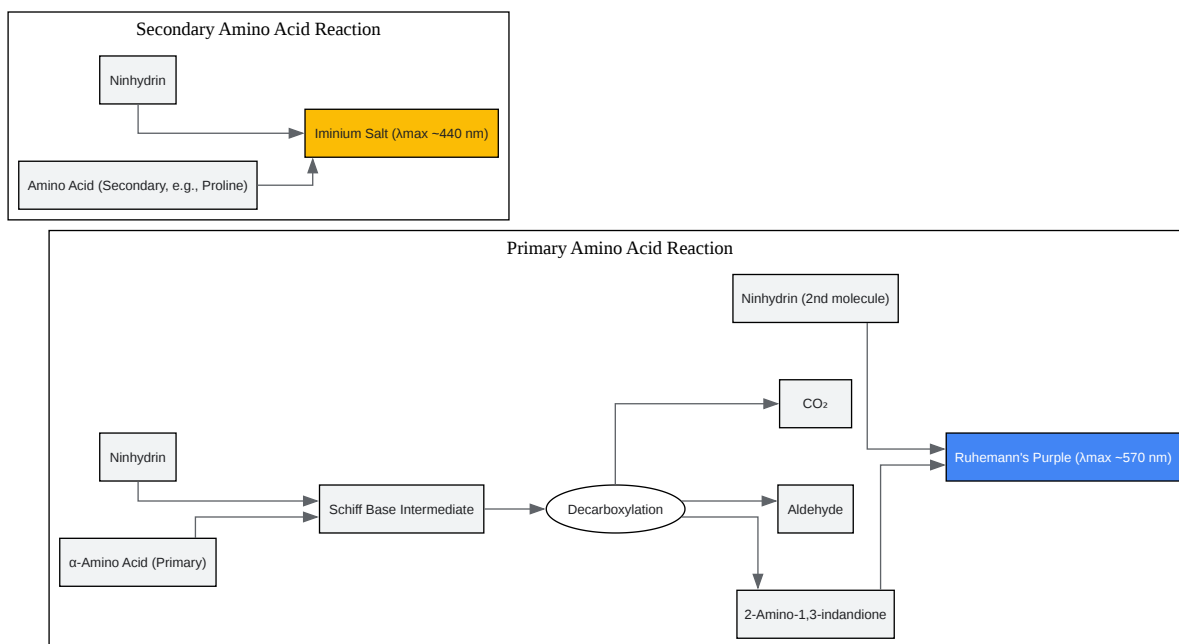 Secondary Amino Acid Reaction
Ninhydrin
Iminium Salt (λmax ~440 nm)
Amino Acid (Secondary, e.g., Proline)
Primary Amino Acid Reaction
Ninhydrin (2nd molecule)
CO₂
Ninhydrin
Ruhemann's Purple (λmax ~570 nm)
Schiff Base Intermediate
Decarboxylation
Aldehyde
α-Amino Acid (Primary)
2-Amino-1,3-indandione